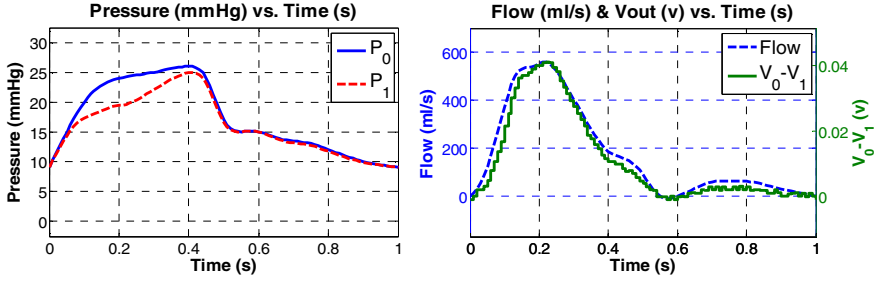 Pressure (mmHg) vs. Time (s)
Pressure (mmHg)
30
25
20
15
10
5
0
P0
P1
0 0.2 0.4 0.6 0.8 1
Time (s)
Flow (ml/s) & Vout (v) vs. Time (s)
Flow (ml/s)
600
400
200
0
Flow
V0-V1
0.04
0.02
0
V0-V1 (v)
0 0.2 0.4 0.6 0.8 1
Time (s)